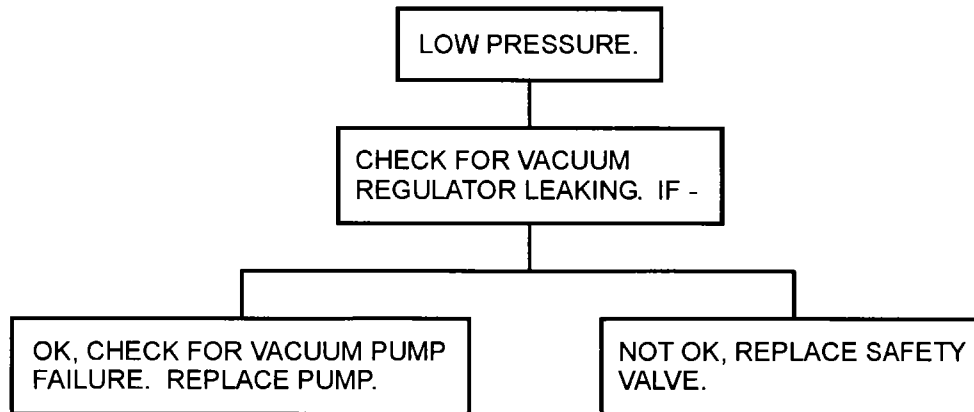 LOW PRESSURE.
CHECK FOR VACUUM
REGULATOR LEAKING.  IF -
OK, CHECK FOR VACUUM PUMP
FAILURE.  REPLACE PUMP.
NOT OK, REPLACE SAFETY
VALVE.